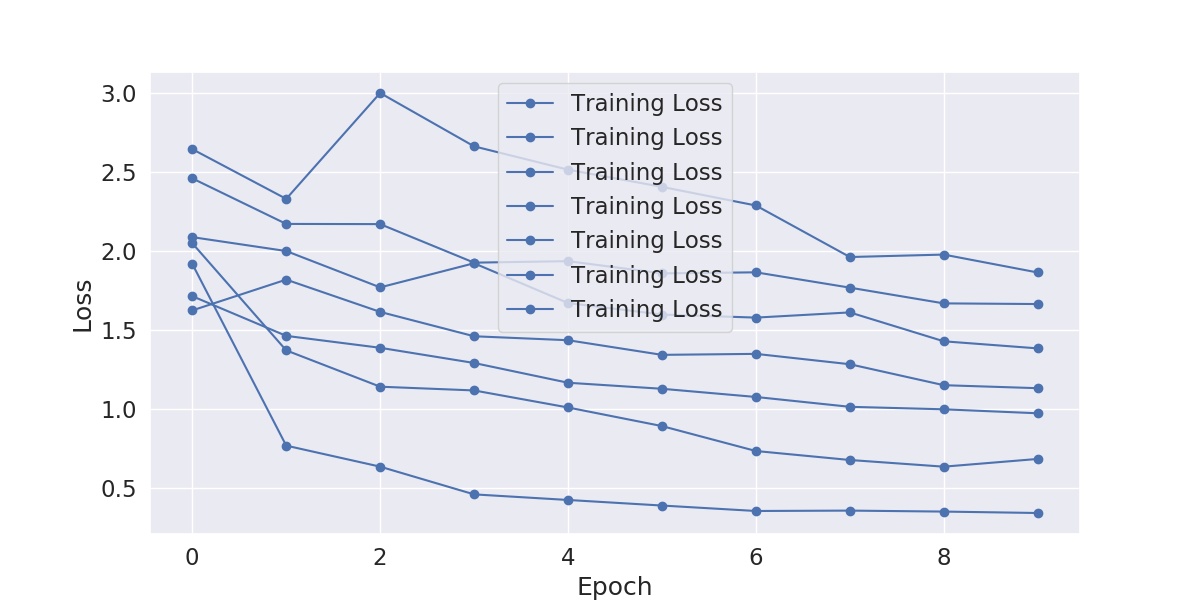 3.0
2.5
2.0
1.5
1.0
0.5
Loss
Training Loss
Training Loss
Training Loss
Training Loss
Training Loss
Training Loss
Training Loss
0 2 4 6 8
Epoch